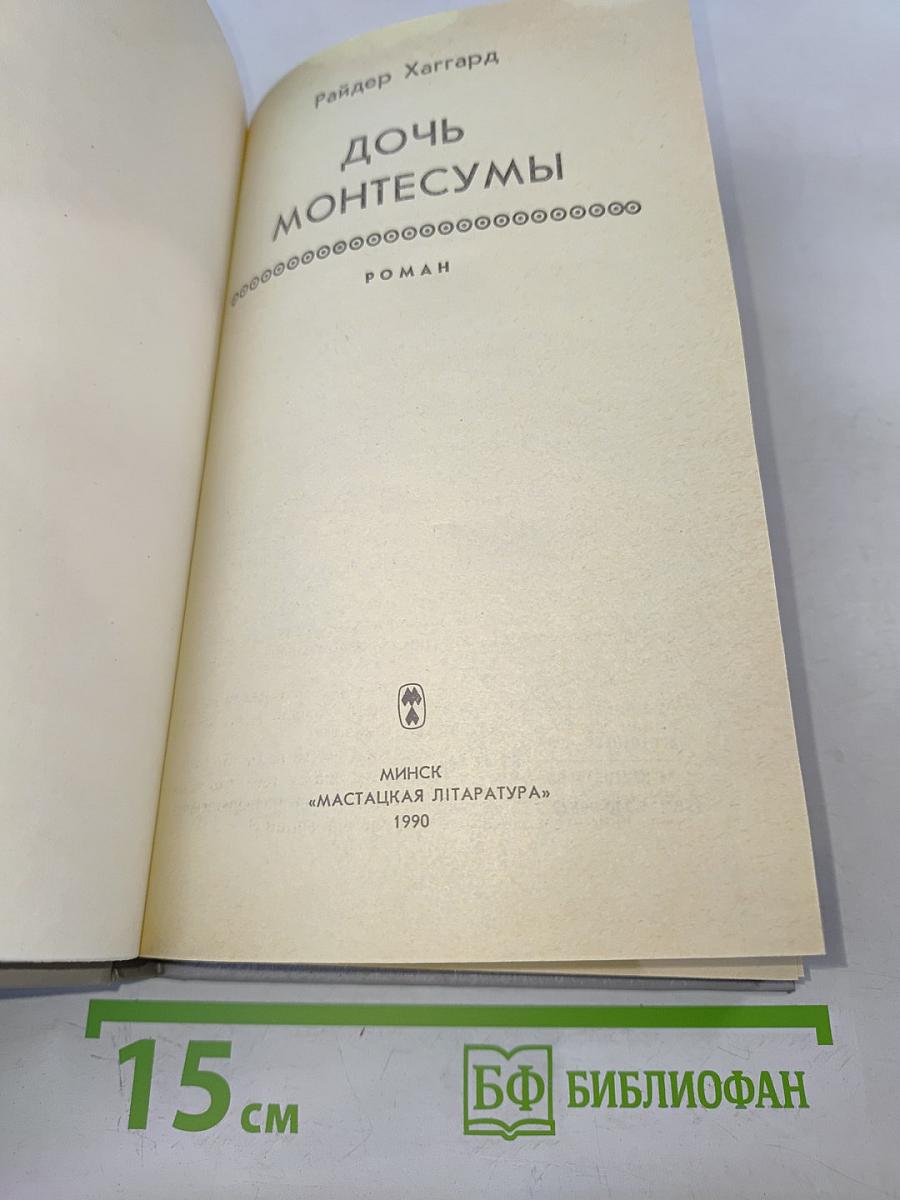 Райдер Хаггард
ДОЧЬ
МОНТЕСУМЫ
РОМАН
МИНСК
«МАСТАЦКАЯ ЛІТАРАТУРА»
1990
15 см
БФ БИБЛИОФАН